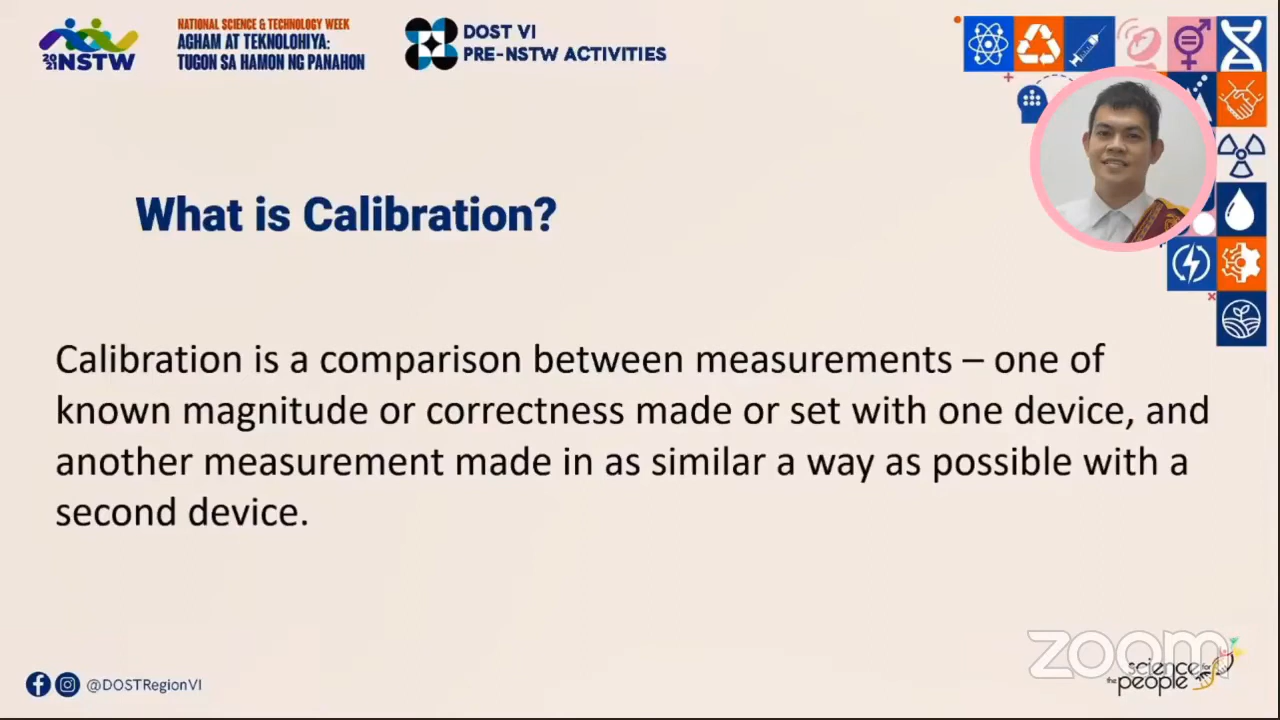 2021 NSTW
NATIONAL SCIENCE & TECHNOLOGY WEEK
AGHAM AT TEKNOLOHIYA:
TUGON SA HAMON NG PANAHON
DOST VI
PRE-NSTW ACTIVITIES
What is Calibration?
Calibration is a comparison between measurements – one of
known magnitude or correctness made or set with one device, and
another measurement made in as similar a way as possible with a
second device.
@DOSTRegionVI
zoom
science for
the people